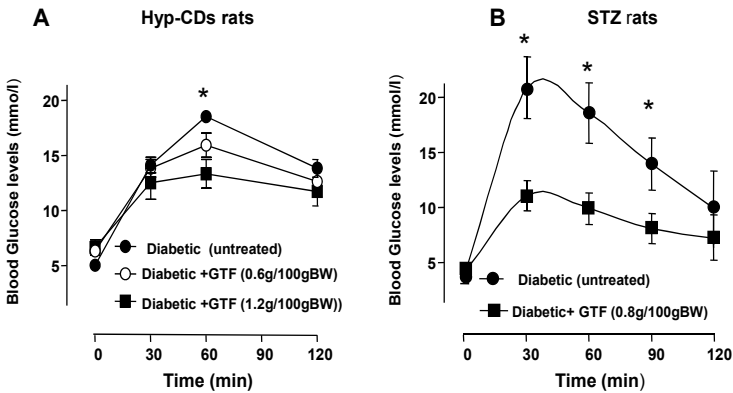 A
Hyp-CDs rats
Blood Glucose levels (mmo/l)
20
15
10
5
Diabetic (untreated)
Diabetic +GTF (0.6g/100gBW)
Diabetic +GTF (1.2g/100gBW))
*
0
30
60
90
120
Time (min)
B
STZ rats
Blood Glucose levels (mmol/l)
20
15
10
5
*
*
*
Diabetic (untreated)
Diabetic+ GTF (0.8g/100gBW)
0
30
60
90
120
Time (min)